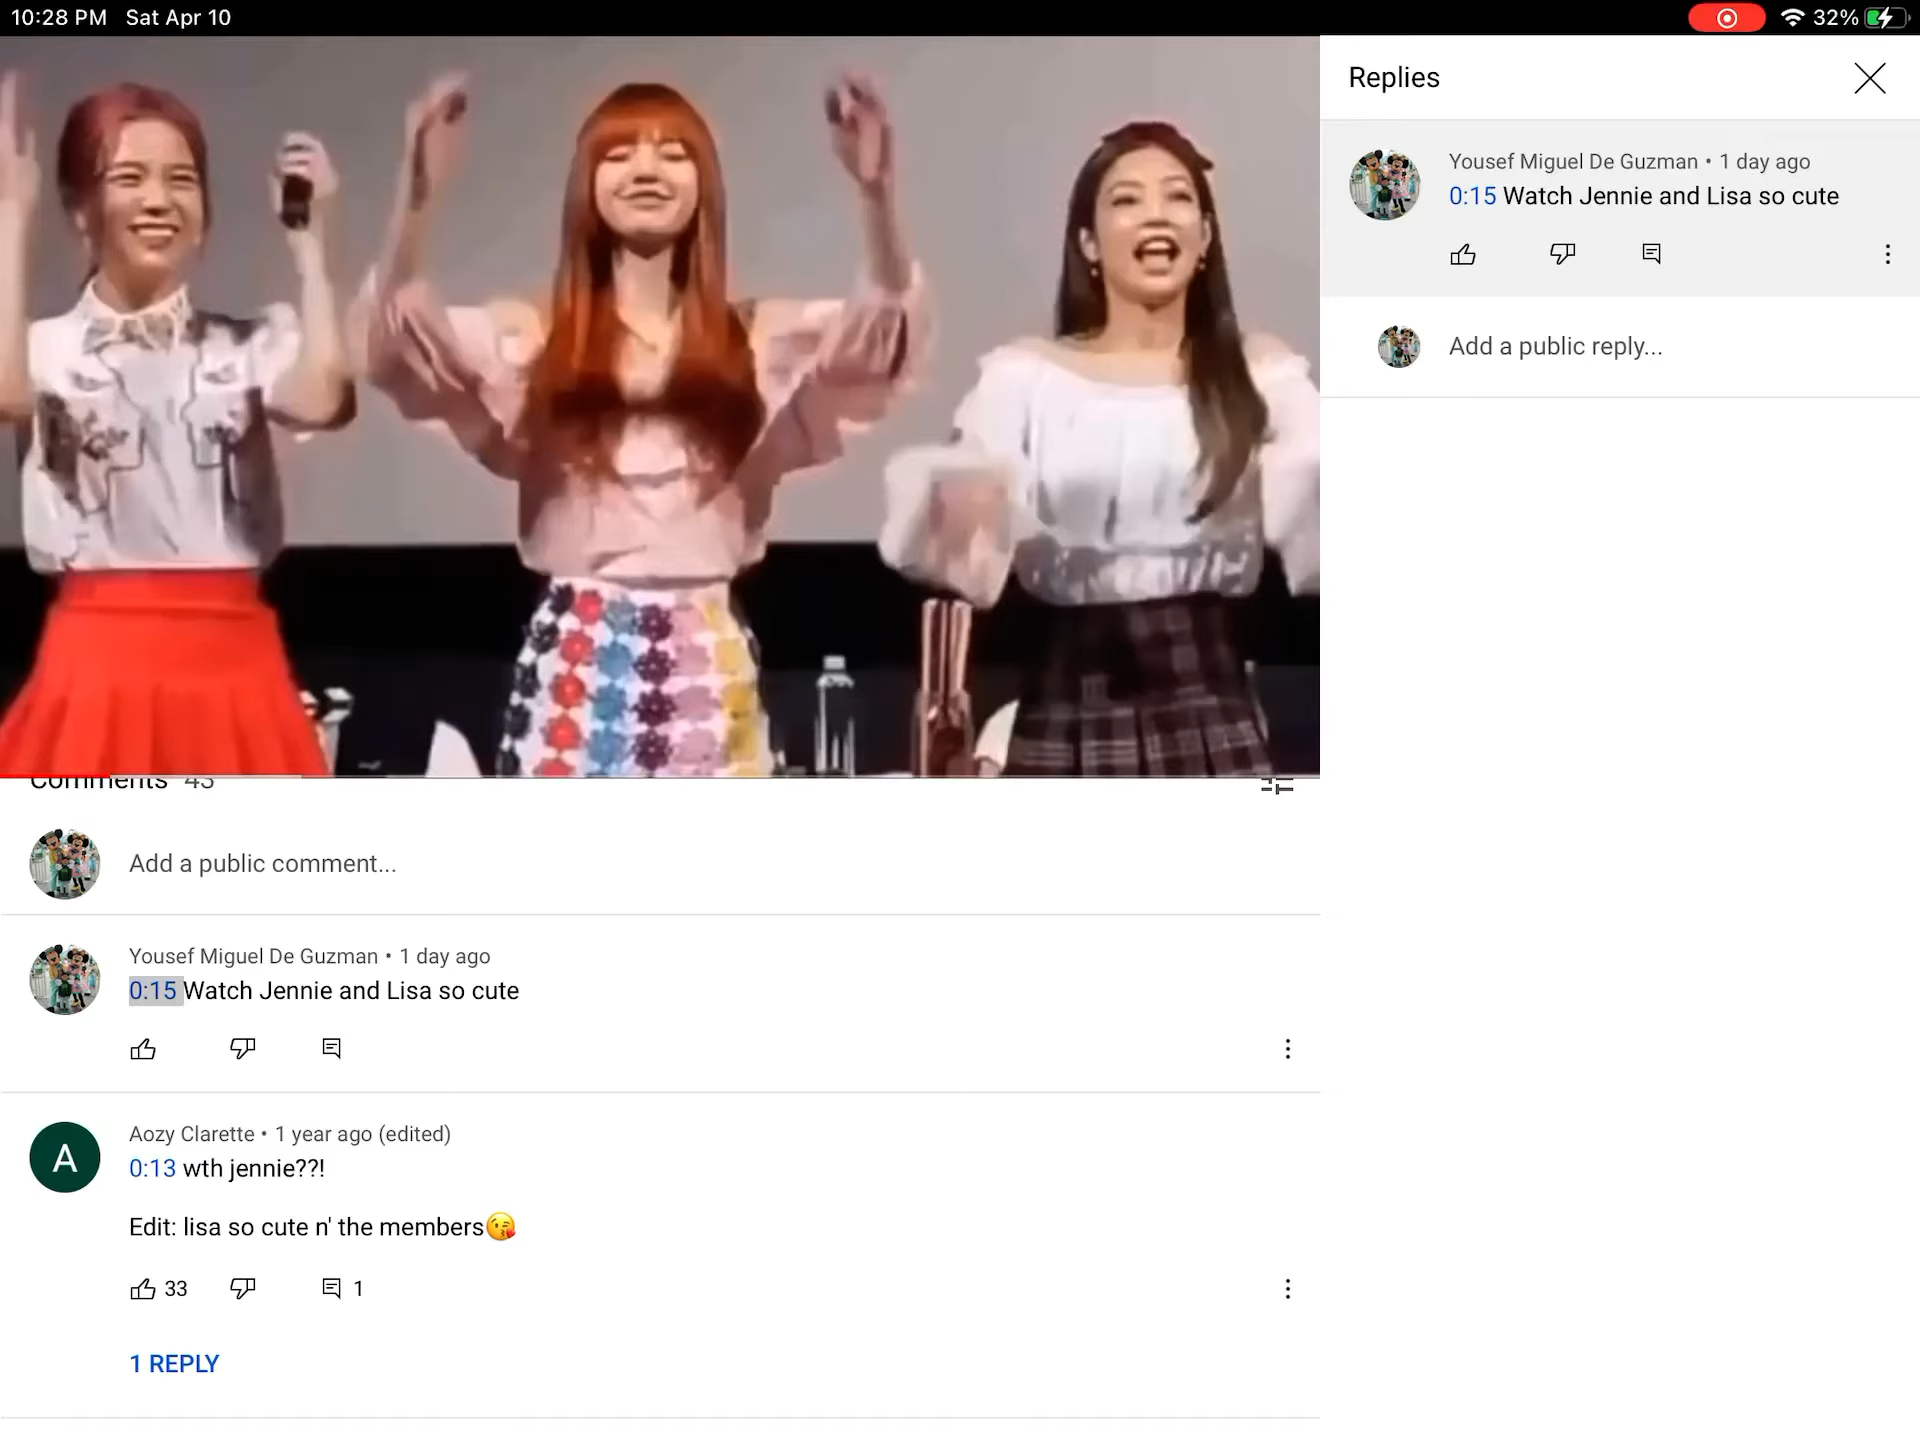 10:28 PM Sat Apr 10
32%
Replies
Yousef Miguel De Guzman • 1 day ago
0:15 Watch Jennie and Lisa so cute
Add a public reply...
Comments 43
Add a public comment...
Yousef Miguel De Guzman • 1 day ago
0:15 Watch Jennie and Lisa so cute
A
Aozy Clarette • 1 year ago (edited)
0:13 wth jennie??!
Edit: lisa so cute n' the members😘
33
1
1 REPLY